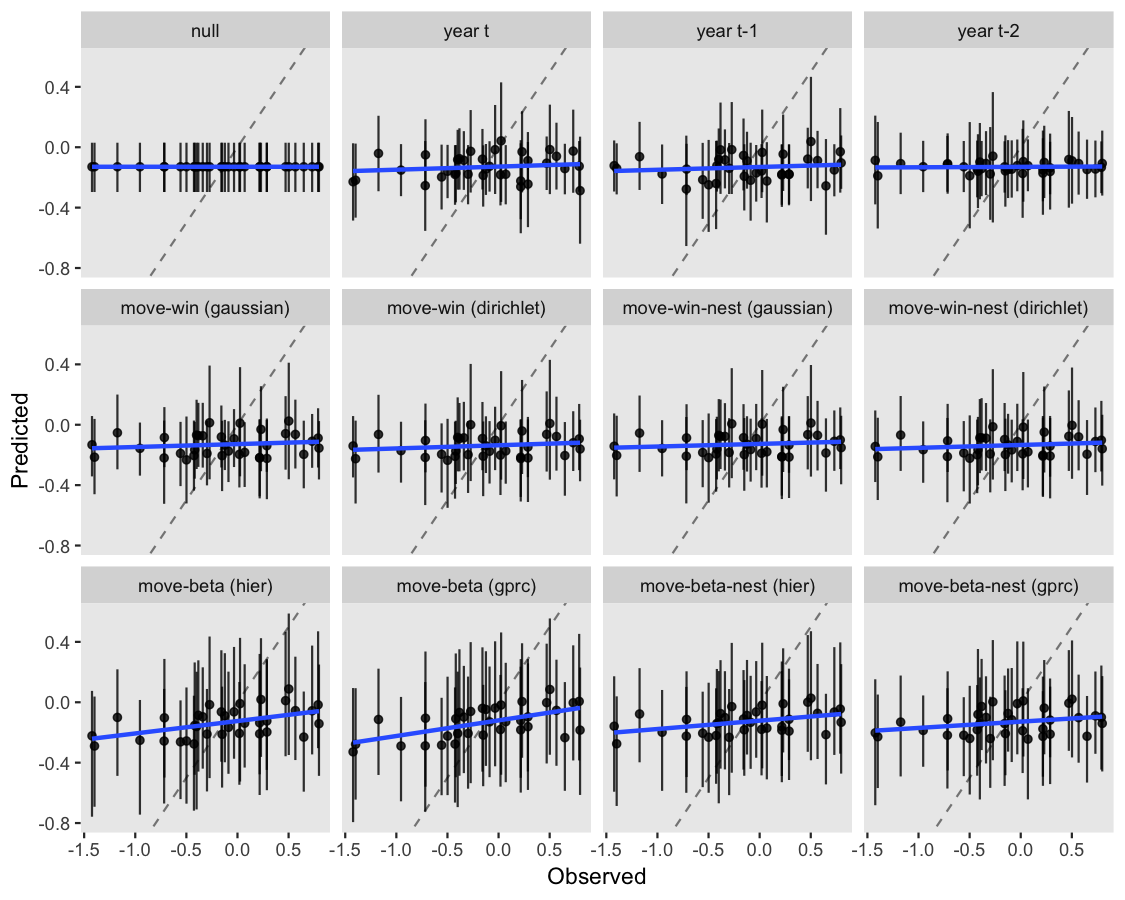 null year t year t-1 year t-2
0.4
0.0
-0.4
-0.8
move-win (gaussian) move-win (dirichlet) move-win-nest (gaussian) move-win-nest (dirichlet)
0.4
0.0
-0.4
-0.8
Predicted
move-beta (hier) move-beta (gprc) move-beta-nest (hier) move-beta-nest (gprc)
0.4
0.0
-0.4
-0.8
-1.5 -1.0 -0.5 0.0 0.5 -1.5 -1.0 -0.5 0.0 0.5 -1.5 -1.0 -0.5 0.0 0.5 -1.5 -1.0 -0.5 0.0 0.5
Observed